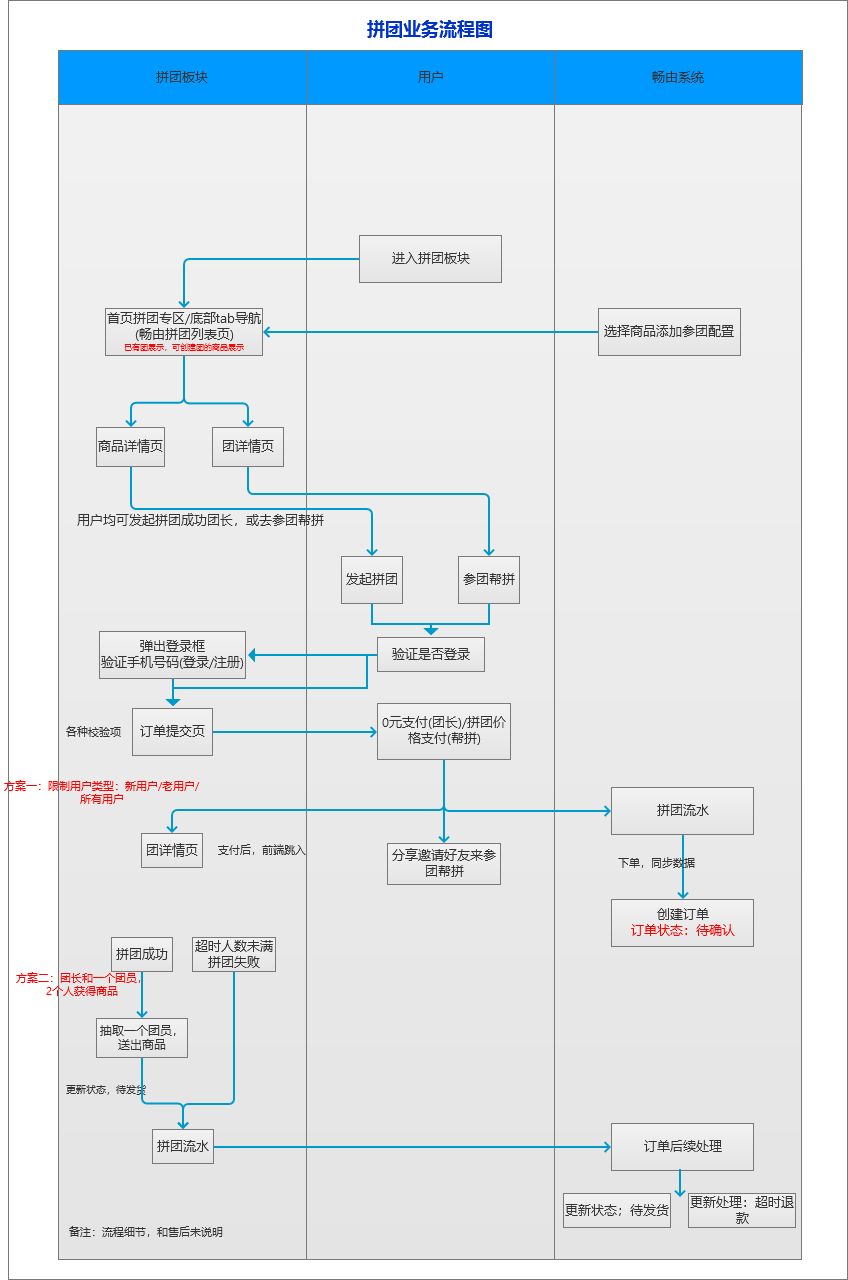 拼团业务流程图
拼团板块
用户
畅由系统
进入拼团板块
首页拼团专区/底部tab导航
(畅由拼团列表页)
已有团展示，可创建团的商品展示
选择商品添加参团配置
商品详情页
团详情页
用户均可发起拼团成功团长，或去参团帮拼
发起拼团
参团帮拼
弹出登录框
验证手机号码(登录/注册)
验证是否登录
各种校验项
订单提交页
0元支付(团长)/拼团价
格支付(帮拼)
方案一：限制用户类型：新用户/老用户/
所有用户
拼团流水
团详情页
支付后，前端跳入
分享邀请好友来参
团帮拼
下单，同步数据
创建订单
订单状态：待确认
拼团成功
超时人数未满
拼团失败
方案二：团长和一个团员，
2个人获得商品
抽取一个团员，
送出商品
更新状态，待发货
拼团流水
订单后续处理
更新状态；待发货
更新处理：超时退
款
备注：流程细节，和售后未说明